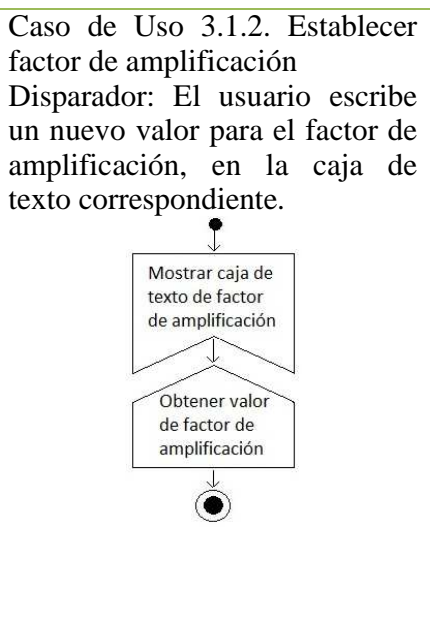 Caso de Uso 3.1.2. Establecer
factor de amplificación
Disparador: El usuario escribe
un nuevo valor para el factor de
amplificación, en la caja de
texto correspondiente.
Mostrar caja de
texto de factor
de amplificación
Obtener valor
de factor de
amplificación